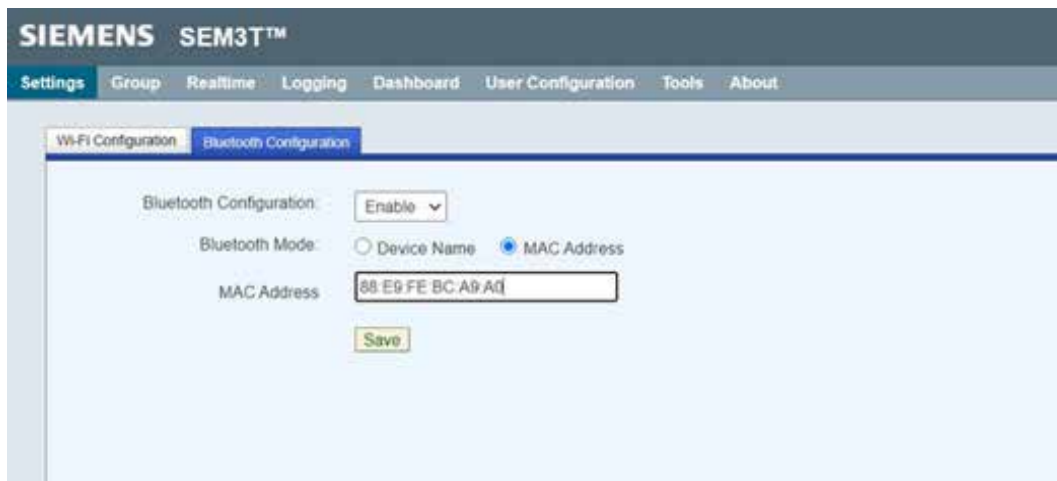 SIEMENS SEM3T™
Settings Group Realtime Logging Dashboard User Configuration Tools About
Wi-Fi Configuration Bluetooth Configuration
Bluetooth Configuration: Enable
Bluetooth Mode: Device Name MAC Address
MAC Address 88:E9:FE:BC:A9:A0
Save